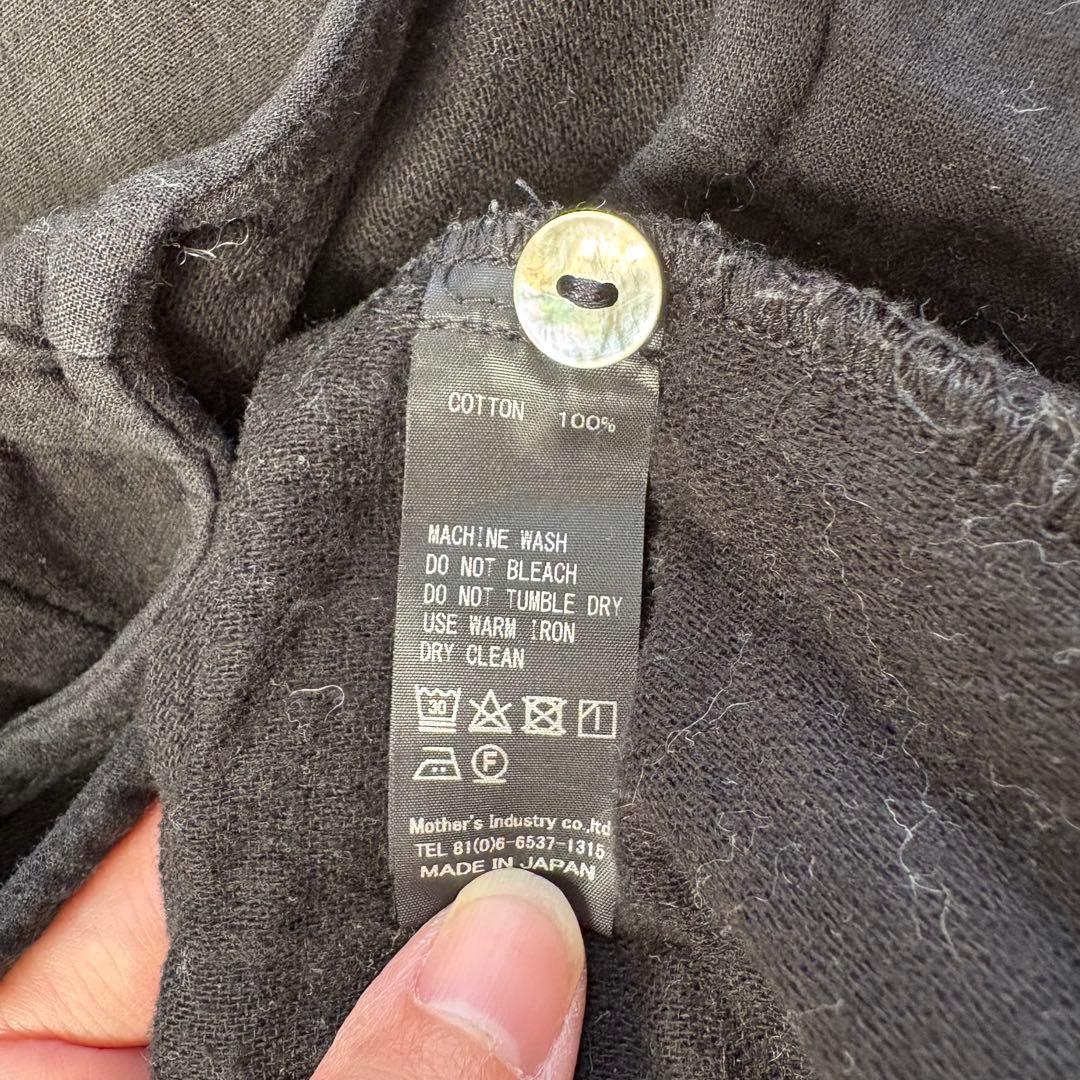 COTTON 100%
MACHINE WASH
DO NOT BLEACH
DO NOT TUMBLE DRY
USE WARM IRON
DRY CLEAN
30
F
Mother's Industry co.,ltd
TEL 81(0)6-6537-1315
MADE IN JAPAN